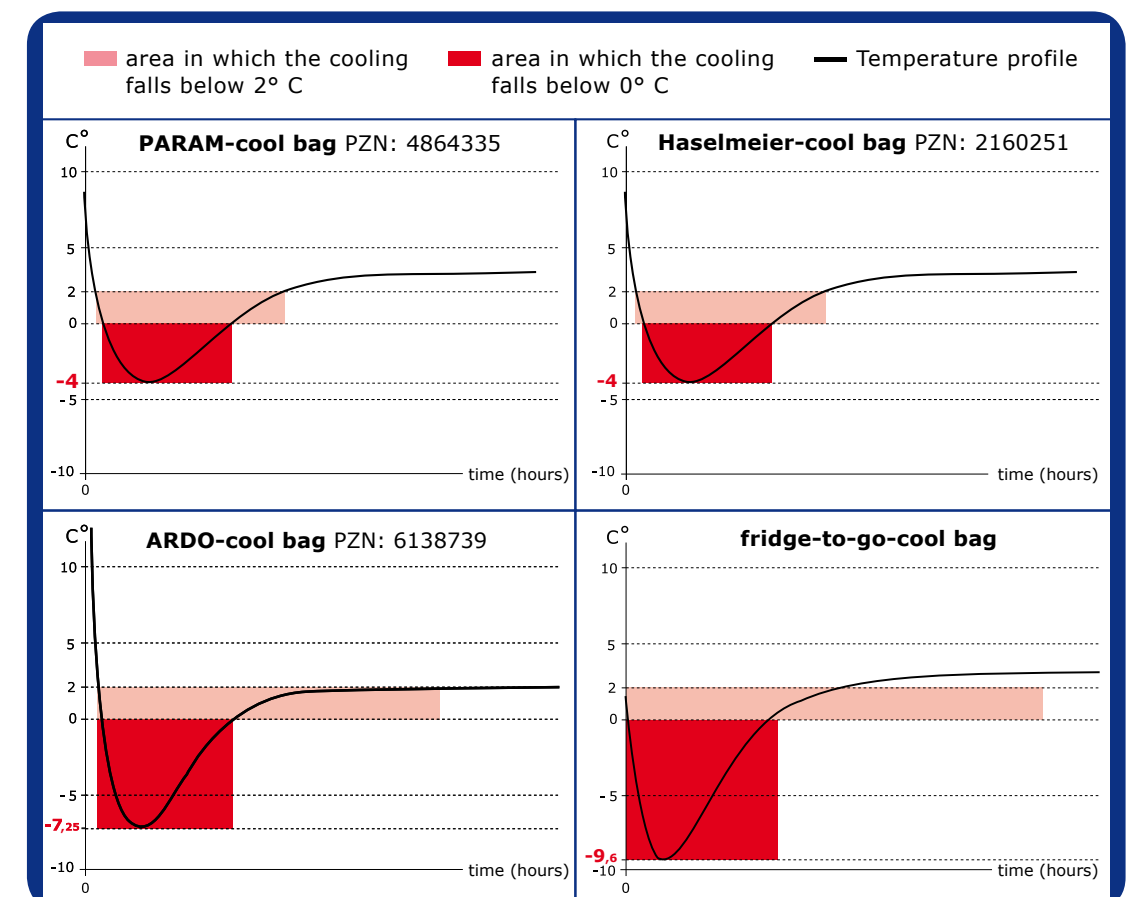 area in which the cooling
falls below 2° C
area in which the cooling
falls below 0° C
Temperature profile
C°
PARAM-cool bag PZN: 4864335
10
5
2
0
-4
-5
-10
time (hours)
0
C°
Haselmeier-cool bag PZN: 2160251
10
5
2
0
-4
-5
-10
time (hours)
0
C°
ARDO-cool bag PZN: 6138739
10
5
2
0
-5
-7,25
-10
time (hours)
0
C°
fridge-to-go-cool bag
10
5
2
0
-5
-9,6
-10
time (hours)
0